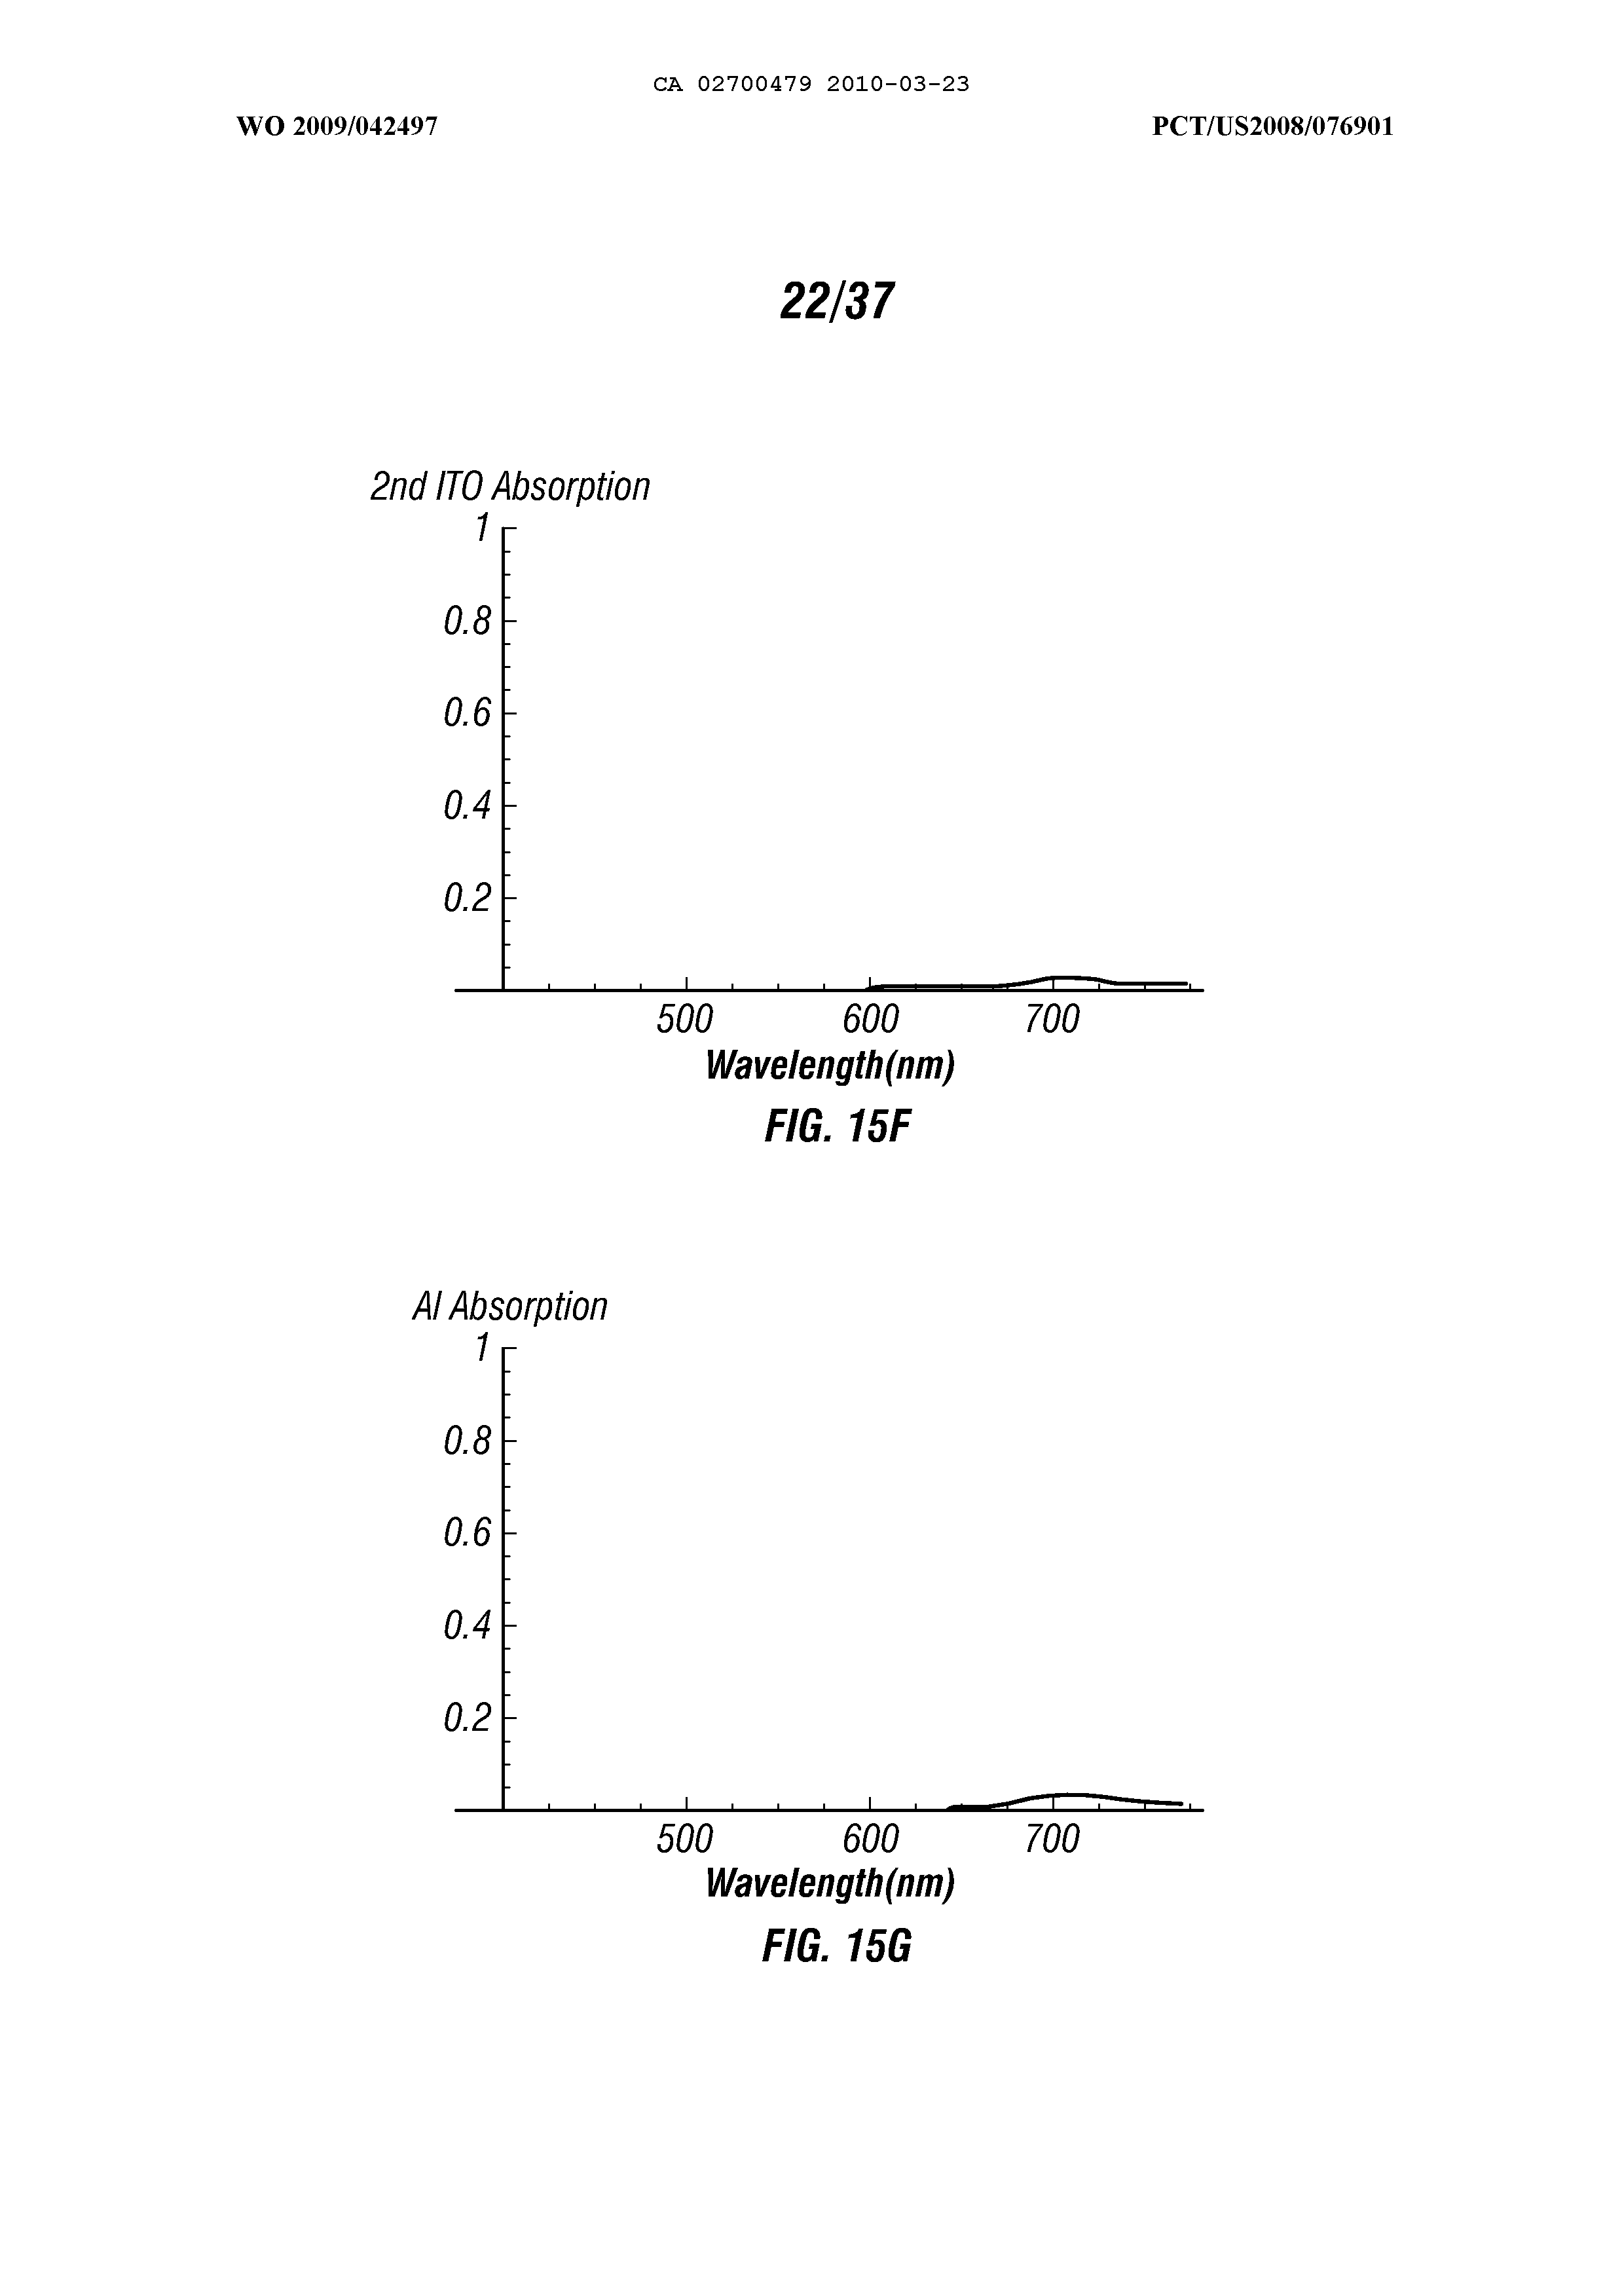 CA 02700479 2010-03-23
WO 2009/042497 PCT/US2008/076901
22/37
2nd ITO Absorption
1
0.8
0.6
0.4
0.2
500 600 700
Wavelength(nm)
FIG. 15F
Al Absorption
1
0.8
0.6
0.4
0.2
500 600 700
Wavelength(nm)
FIG. 15G